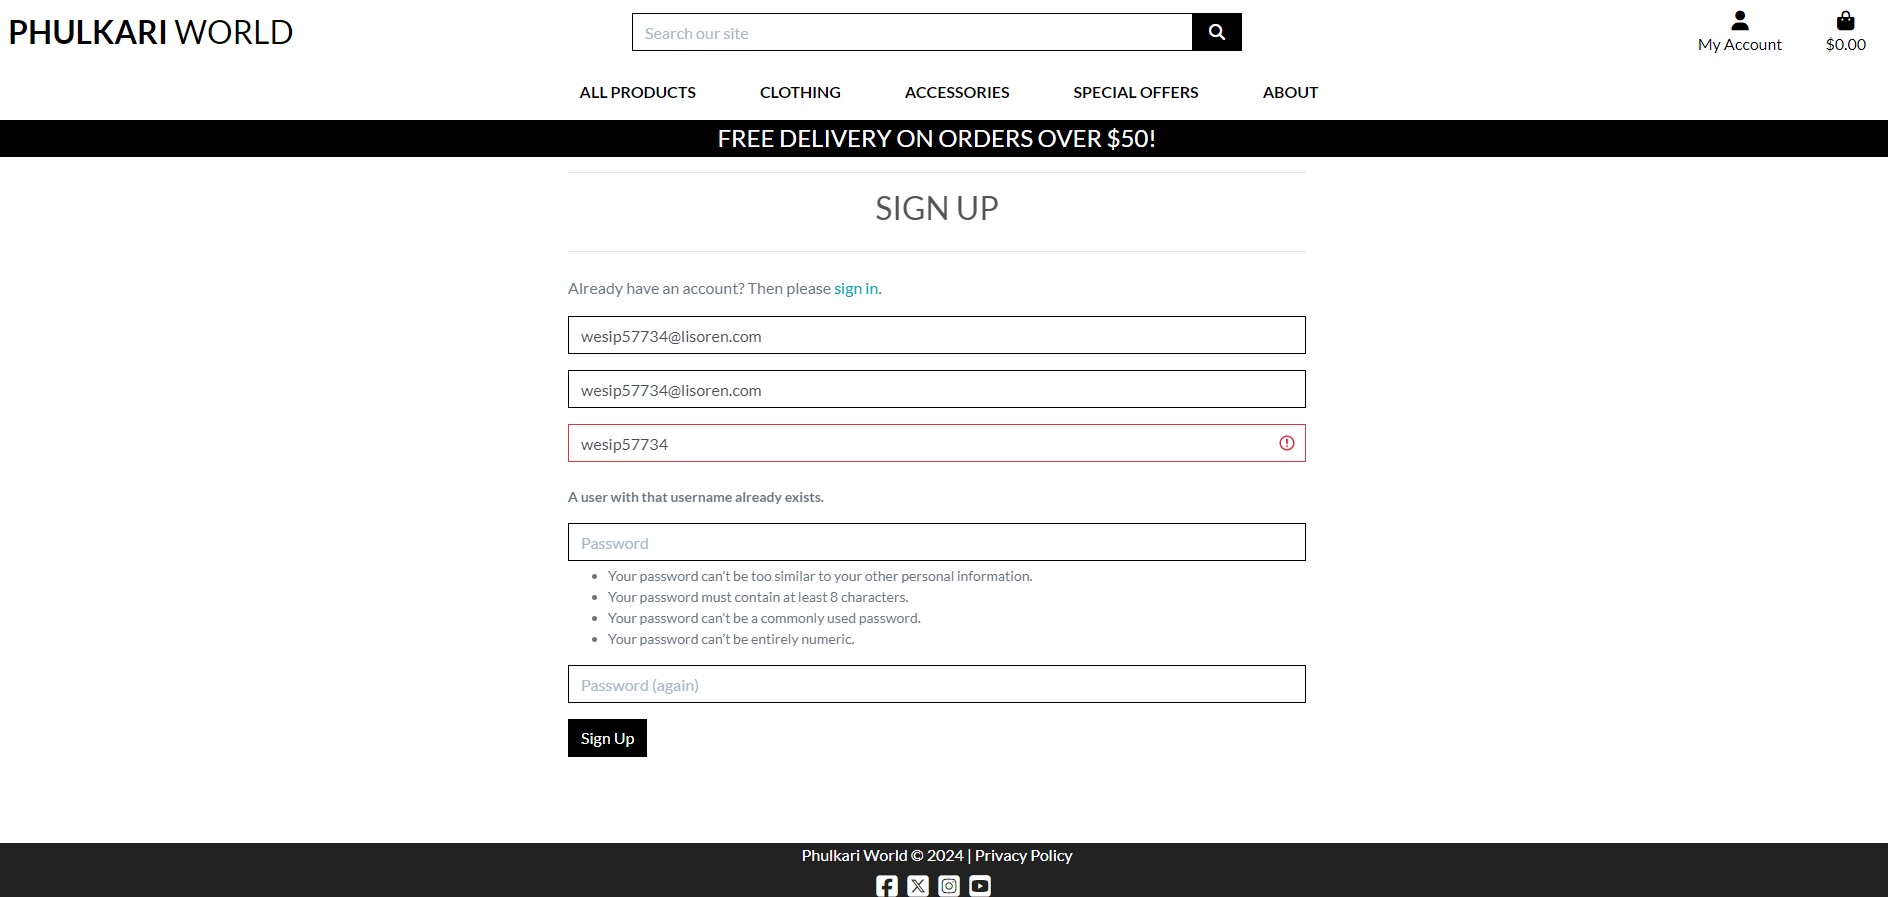 PHULKARI WORLD
Search our site
My Account
$0.00
ALL PRODUCTS CLOTHING ACCESSORIES SPECIAL OFFERS ABOUT
FREE DELIVERY ON ORDERS OVER $50!
SIGN UP
Already have an account? Then please sign in.
wesip57734@lisoren.com
wesip57734@lisoren.com
wesip57734
A user with that username already exists.
Password
Your password can’t be too similar to your other personal information.
Your password must contain at least 8 characters.
Your password can’t be a commonly used password.
Your password can’t be entirely numeric.
Password (again)
Sign Up
Phulkari World © 2024 | Privacy Policy